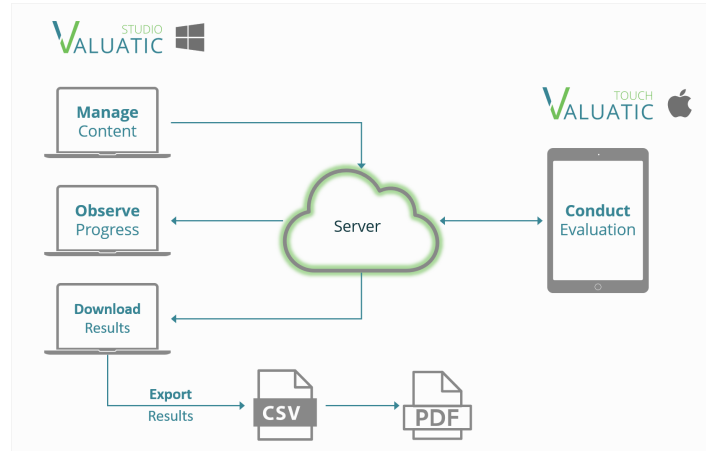 STUDIO
VALUATIC
TOUCH
VALUATIC
Manage
Content
Observe
Progress
Server
Conduct
Evaluation
Download
Results
Export
Results
CSV
PDF